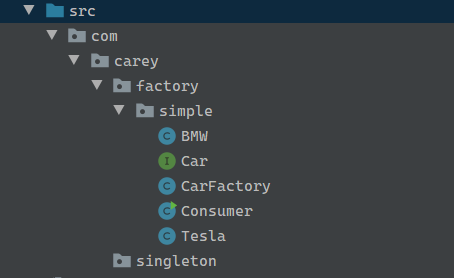 src
com
carey
factory
simple
BMW
Car
CarFactory
Consumer
Tesla
singleton